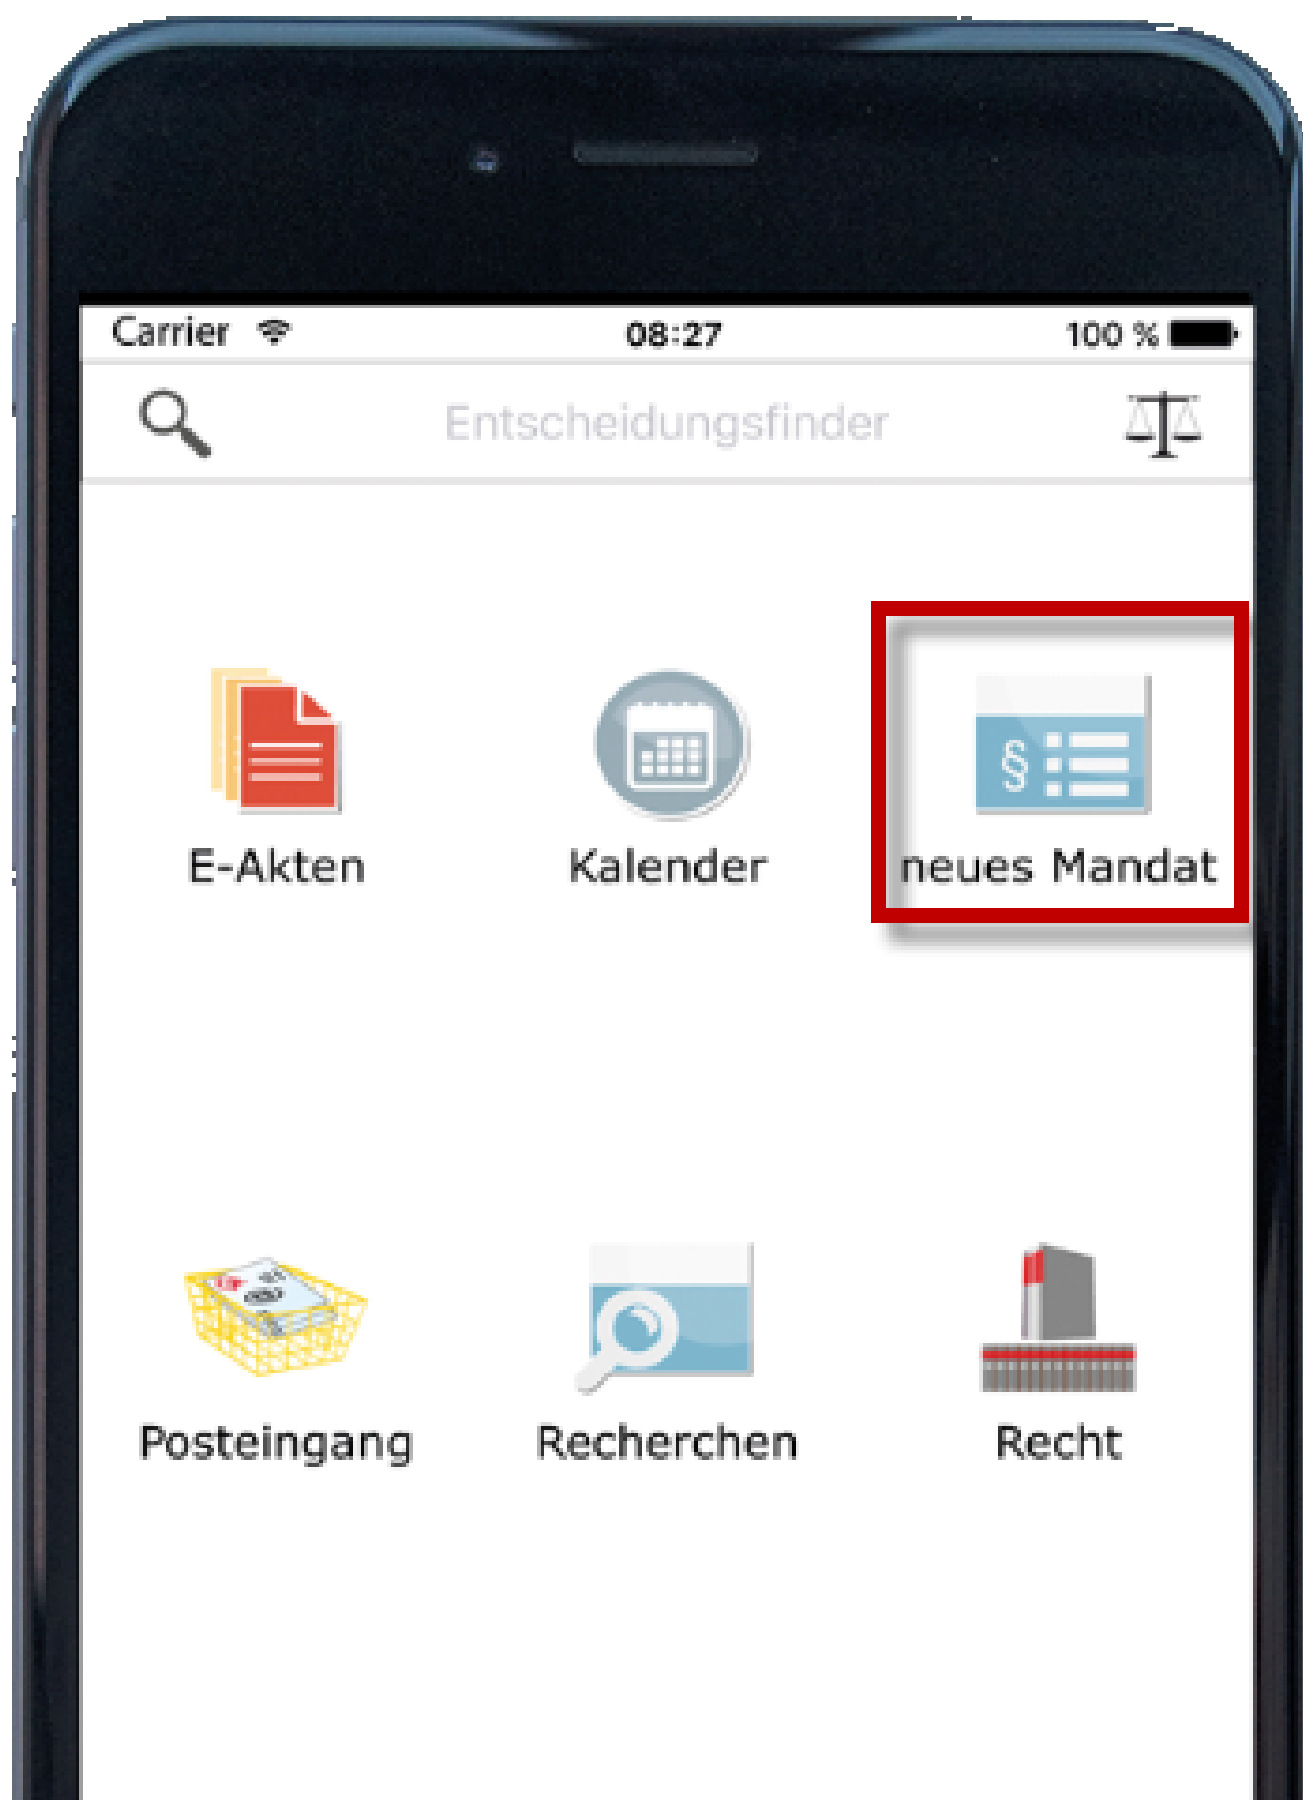 Carrier 08:27 100 %
Entscheidungsfinder
E-Akten Kalender neues Mandat
§
Posteingang Recherchen Recht